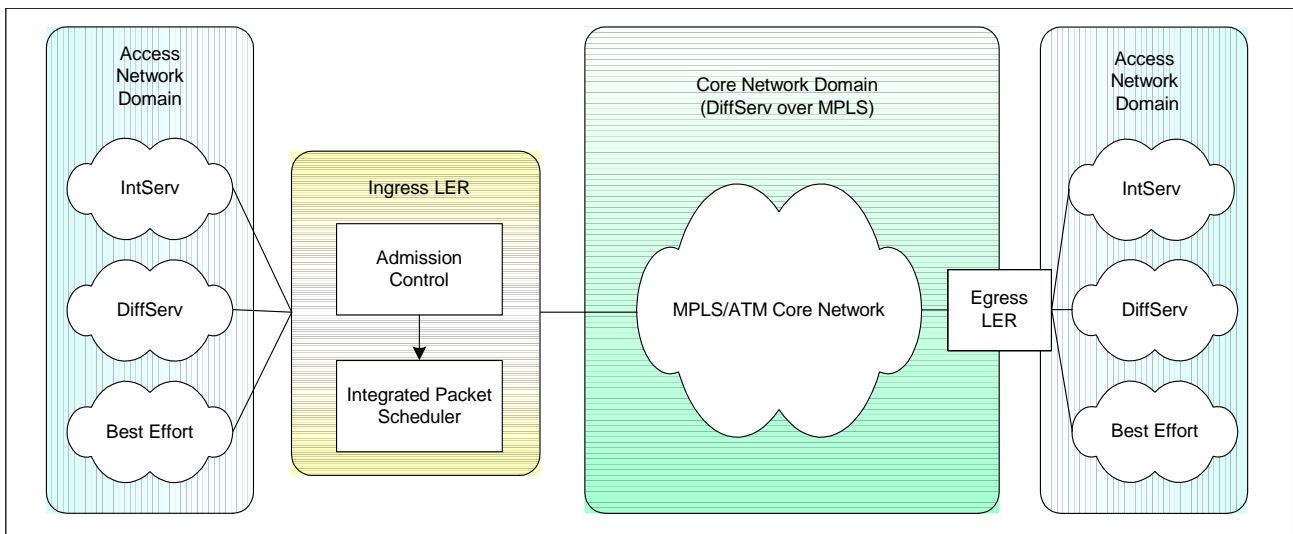 Access
Network
Domain
IntServ
DiffServ
Best Effort
Ingress LER
Admission
Control
Integrated Packet
Scheduler
Core Network Domain
(DiffServ over MPLS)
MPLS/ATM Core Network
Egress
LER
Access
Network
Domain
IntServ
DiffServ
Best Effort